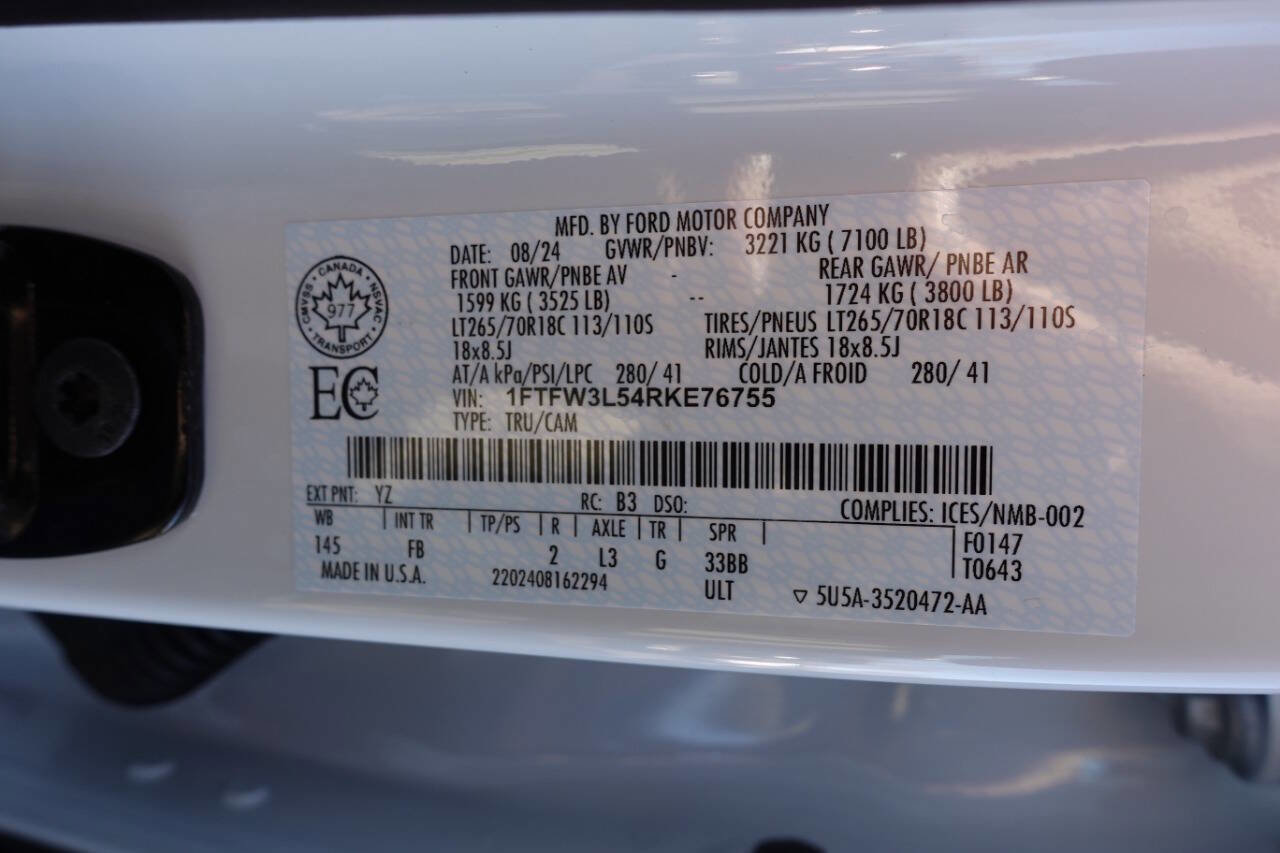 MFD. BY FORD MOTOR COMPANY
DATE: 08/24 GVWR/PNBV: 3221 KG ( 7100 LB)
FRONT GAWR/PNBE AV - REAR GAWR/ PNBE AR
1599 KG ( 3525 LB) -- 1724 KG ( 3800 LB)
LT265/70R18C 113/110S TIRES/PNEUS LT265/70R18C 113/110S
18x8.5J RIMS/JANTES 18x8.5J
AT/A kPa/PSI/LPC 280/ 41 COLD/A FROID 280/ 41
VIN: 1FTFW3L54RKE76755
TYPE: TRU/CAM
CANADA
CMVSS • NSVAC
977
TRANSPORT
EC
EXT PNT: YZ RC: B3 DSO: COMPLIES: ICES/NMB-002
WB | INT TR | TP/PS | R | AXLE | TR | SPR | F0147
145 FB 2 L3 G 33BB T0643
MADE IN U.S.A. 2202408162294 ULT ▽ 5U5A-3520472-AA